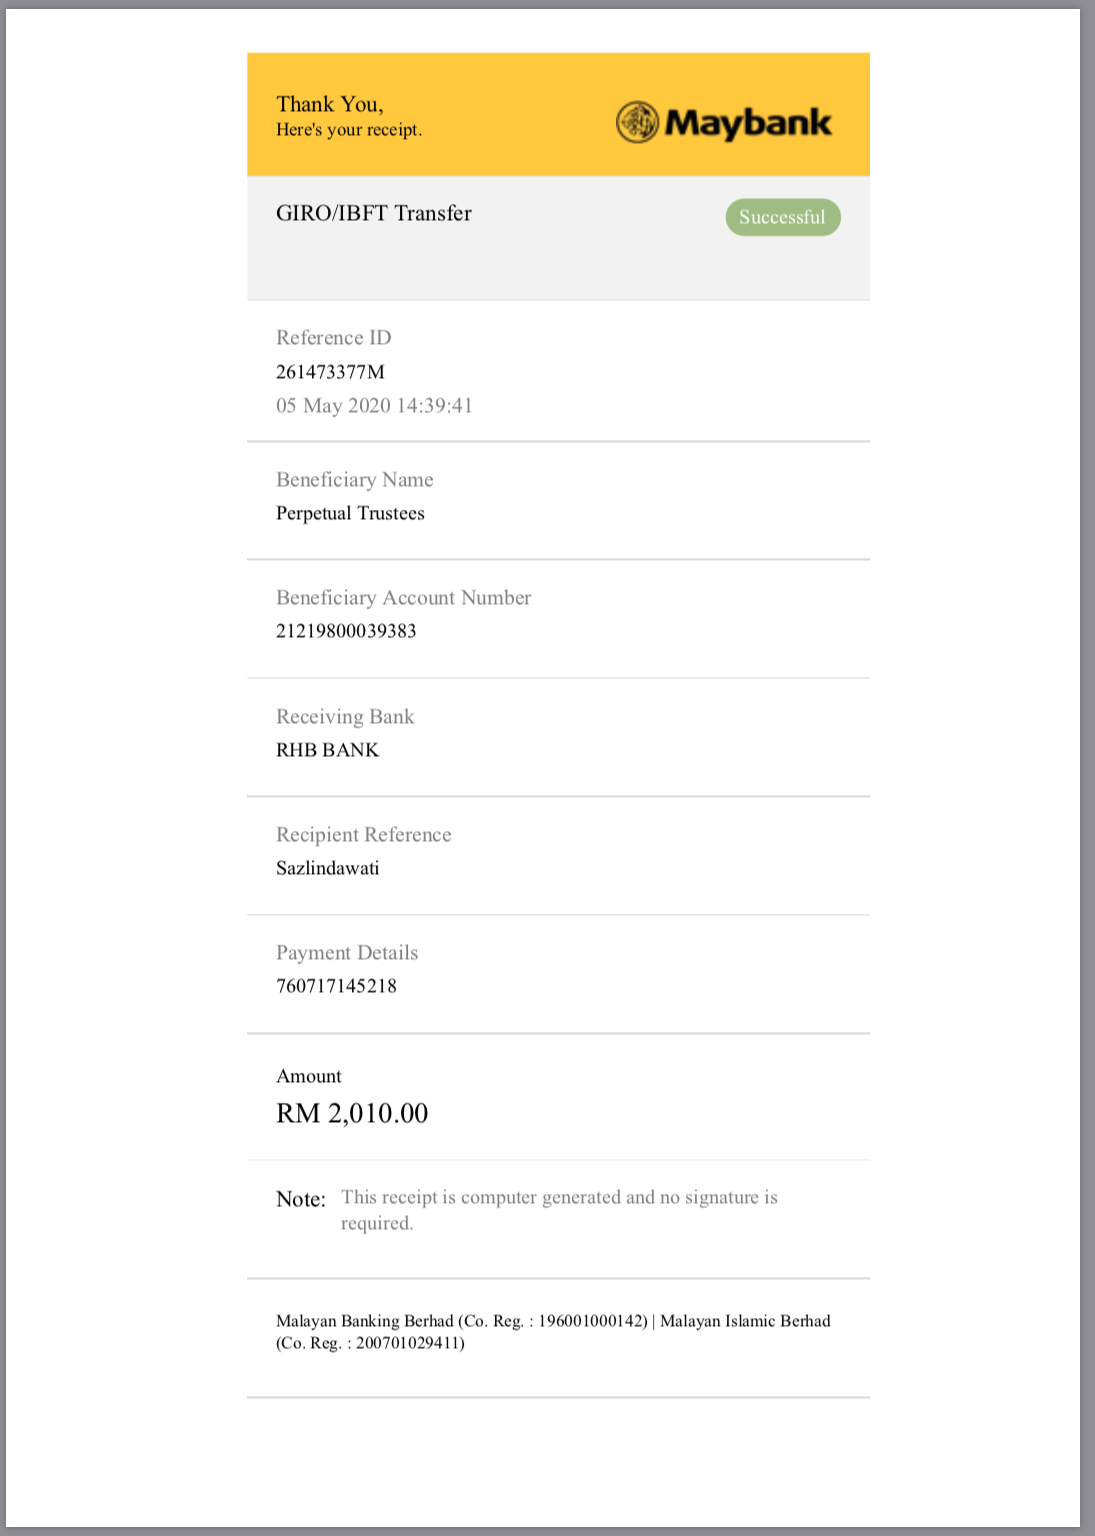 Thank You,
Here's your receipt.
Maybank
GIRO/IBFT Transfer
Successful
Reference ID
261473377M
05 May 2020 14:39:41
Beneficiary Name
Perpetual Trustees
Beneficiary Account Number
21219800039383
Receiving Bank
RHB BANK
Recipient Reference
Sazlindawati
Payment Details
760717145218
Amount
RM 2,010.00
Note: This receipt is computer generated and no signature is
required.
Malayan Banking Berhad (Co. Reg. : 196001000142) | Malayan Islamic Berhad
(Co. Reg. : 200701029411)